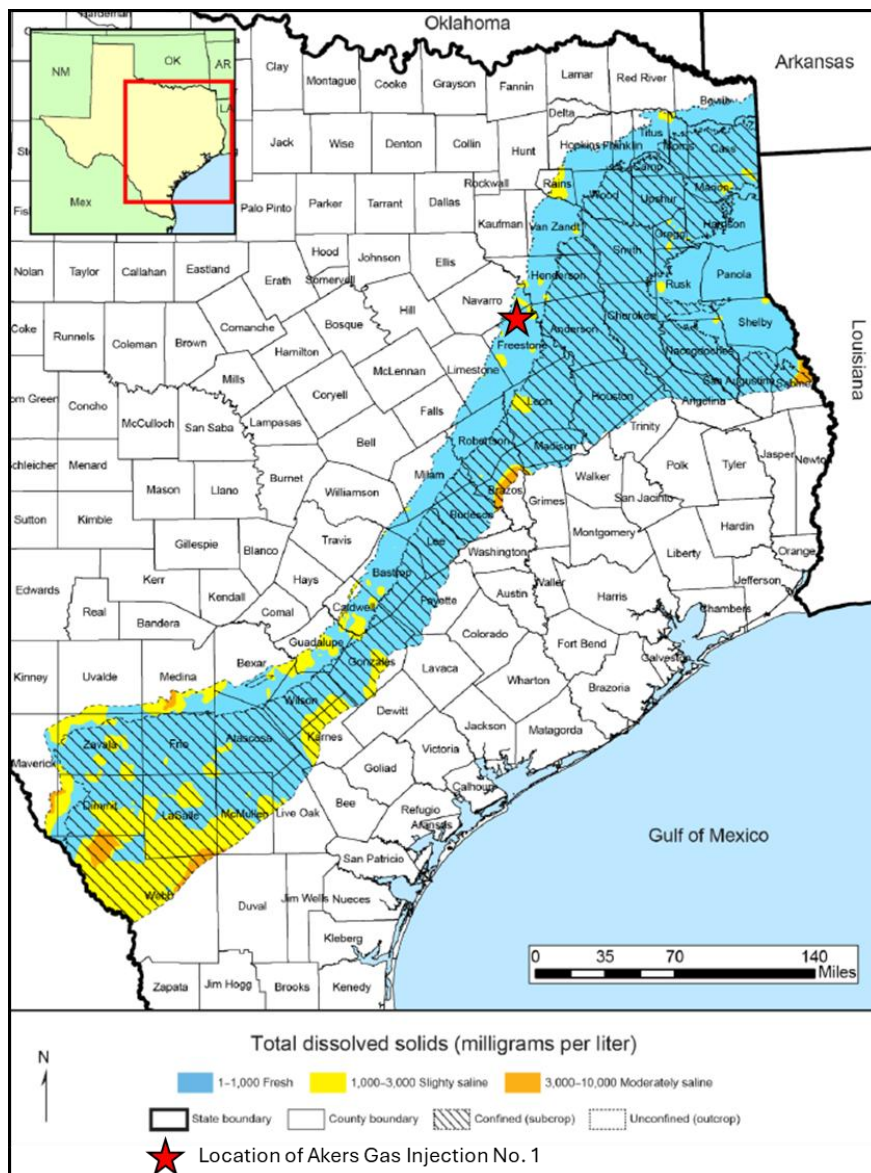 Oklahoma
Arkansas
Louisiana
Gulf of Mexico
NM
OK
AR
LA
Mex
Clay
Montague
Cooke
Grayson
Fannin
Lamar
Red River
Bowie
Delta
Titus
Morris
Cass
Hopkins
Franklin
Camp
Jack
Wise
Denton
Collin
Hunt
Rockwall
Rains
Wood
Upshur
Marion
Harrison
Palo Pinto
Parker
Tarrant
Dallas
Kaufman
Van Zandt
Gregg
Smith
Hood
Johnson
Ellis
Henderson
Rusk
Panola
Nolan
Taylor
Callahan
Eastland
Erath
Somervell
Navarro
Hill
Bosque
Anderson
Cherokee
Shelby
Coke
Runnels
Coleman
Brown
Comanche
Hamilton
Freestone
Limestone
McLennan
Nacogdoches
San Augustine
Sabine
Mills
Coryell
Falls
Leon
Houston
Angelina
om Green
Concho
McCulloch
San Saba
Lampasas
Bell
Robertson
Madison
Trinity
Milam
Polk
Tyler
Jasper
Newton
Schleicher
Menard
Mason
Llano
Burnet
Williamson
Brazos
Grimes
Walker
San Jacinto
Burleson
Hardin
Sutton
Kimble
Gillespie
Blanco
Travis
Lee
Washington
Montgomery
Liberty
Orange
Edwards
Kerr
Kendall
Hays
Bastrop
Austin
Waller
Harris
Jefferson
Chambers
Real
Bandera
Comal
Caldwell
Fayette
Colorado
Fort Bend
Galveston
Kinney
Uvalde
Medina
Bexar
Guadalupe
Gonzales
Lavaca
Wharton
Brazoria
Wilson
Maverick
Zavala
Frio
Atascosa
Karnes
Dewitt
Jackson
Matagorda
Victoria
Goliad
Calhoun
Dimmit
LaSalle
McMullen
Live Oak
Bee
Refugio
Aransas
San Patricio
Webb
Duval
Jim Wells
Nueces
Kleberg
Zapata
Jim Hogg
Brooks
Kenedy
0 35 70 140
Miles
Total dissolved solids (milligrams per liter)
N
1–1,000 Fresh
1,000–3,000 Slighty saline
3,000–10,000 Moderately saline
State boundary
County boundary
Confined (subcrop)
Unconfined (outcrop)
Location of Akers Gas Injection No. 1